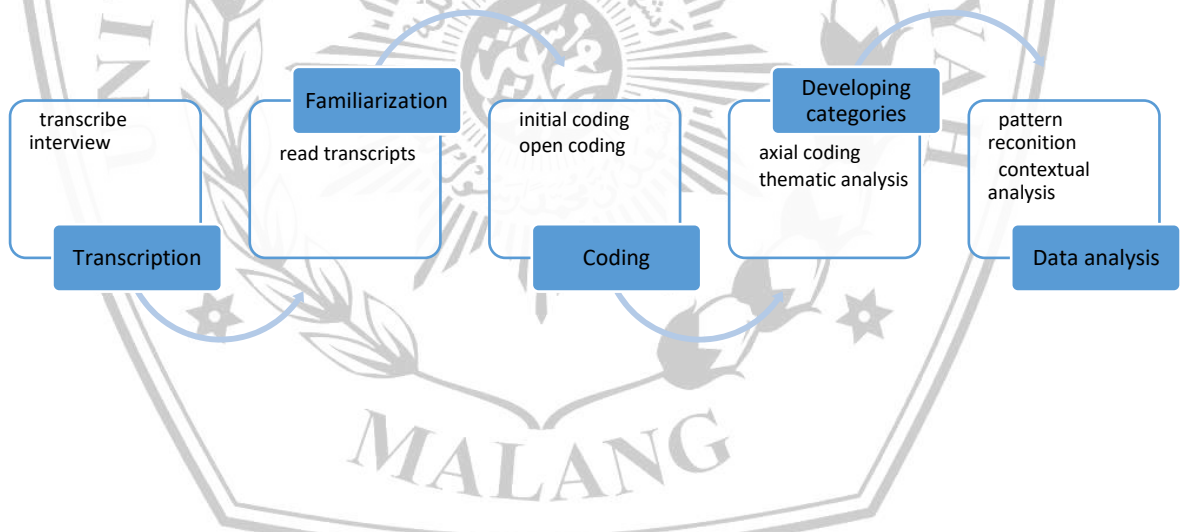 transcribe
interview
Transcription
Familiarization
read transcripts
initial coding
open coding
Coding
Developing
categories
axial coding
thematic analysis
pattern
reconition
contextual
analysis
Data analysis
MALANG